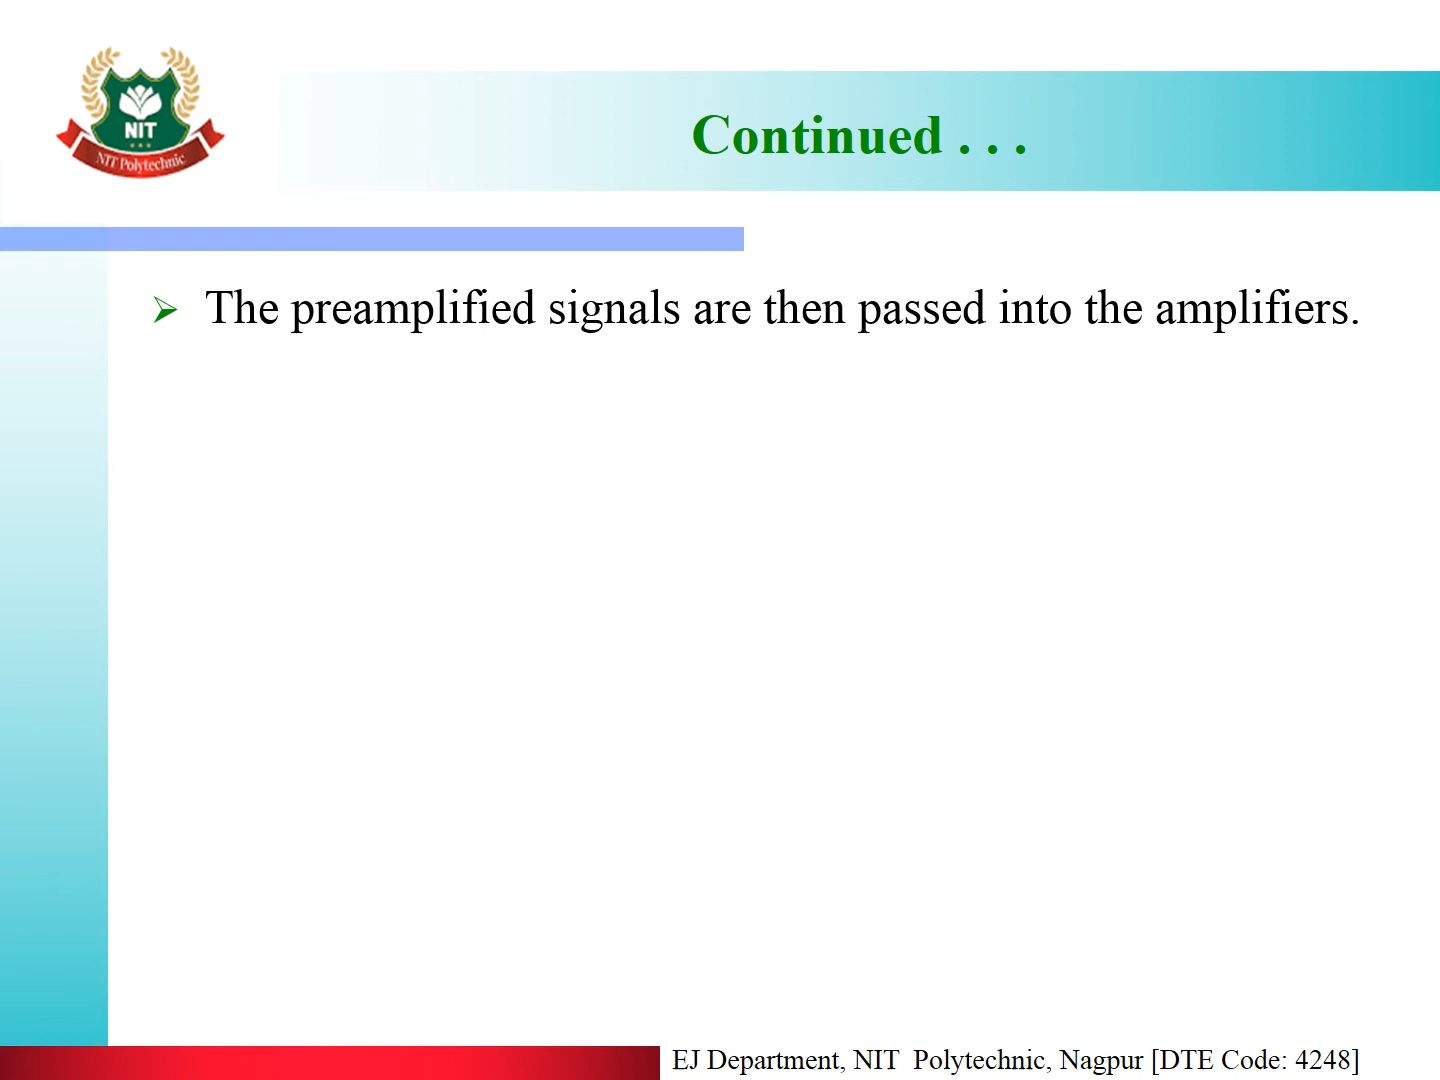 NIT
NIT Polytechnic
Continued . . .
The preamplified signals are then passed into the amplifiers.
EJ Department, NIT  Polytechnic, Nagpur [DTE Code: 4248]